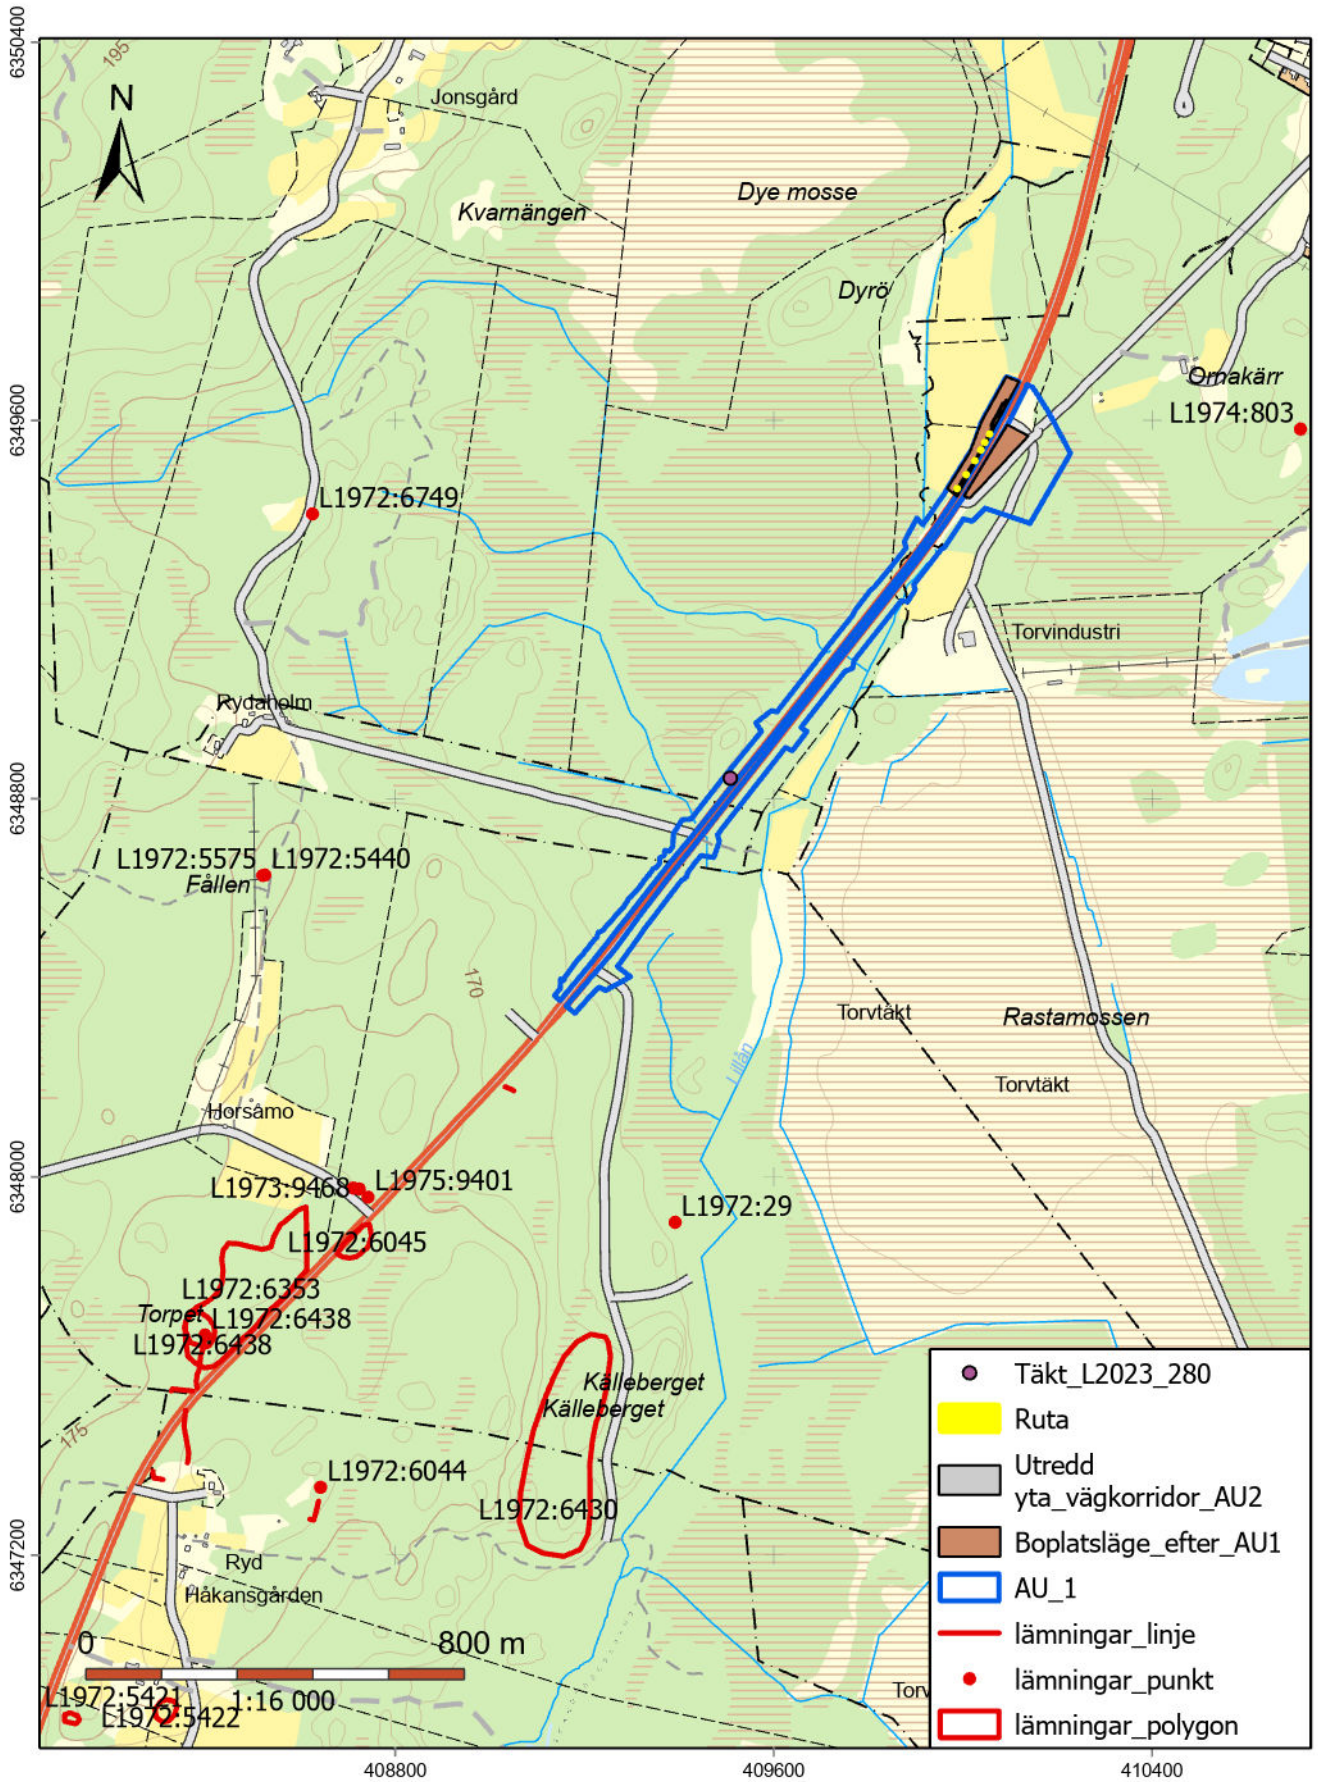 6350400
195
N
Jonsgård
Kvarnängen
Dye mosse
Dyrö
Ornakärr
L1974:803
6349600
L1972:6749
Torvindustri
Rydaholm
6348800
L1972:5575
L1972:5440
Fållen
170
Torvtäkt
Rastamossen
Lillån
Torvtäkt
Horsåmo
6348000
L1973:9468
L1975:9401
L1972:29
L1972:6045
L1972:6353
Torpet
L1972:6438
L1972:6438
Källeberget
Källeberget
175
L1972:6044
L1972:6430
6347200
Ryd
Håkansgården
0
800 m
1:16 000
L1972:5421
L1972:5422
Torv
Täkt_L2023_280
Ruta
Utredd
yta_vägkorridor_AU2
Boplatsläge_efter_AU1
AU_1
lämningar_linje
lämningar_punkt
lämningar_polygon
408800
409600
410400